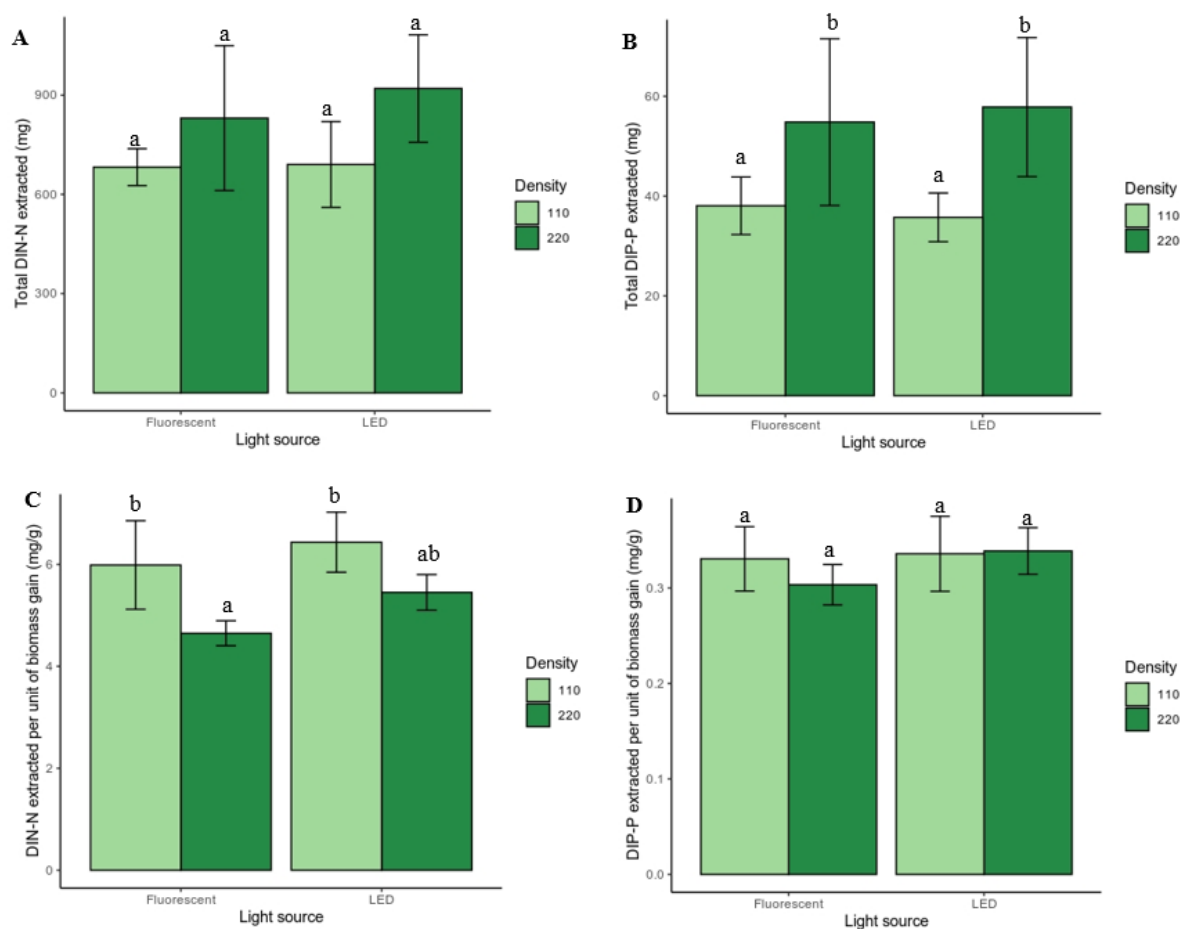 A
Total DIN-N extracted (mg)
900
600
300
0
a
a
a
a
Fluorescent
LED
Light source
Density
110
220
B
Total DIP-P extracted (mg)
60
40
20
0
a
b
a
b
Fluorescent
LED
Light source
Density
110
220
C
DIN-N extracted per unit of biomass gain (mg/g)
6
4
2
0
b
a
b
ab
Fluorescent
LED
Light source
Density
110
220
D
DIP-P extracted per unit of biomass gain (mg/g)
0.3
0.2
0.1
0.0
a
a
a
a
Fluorescent
LED
Light source
Density
110
220